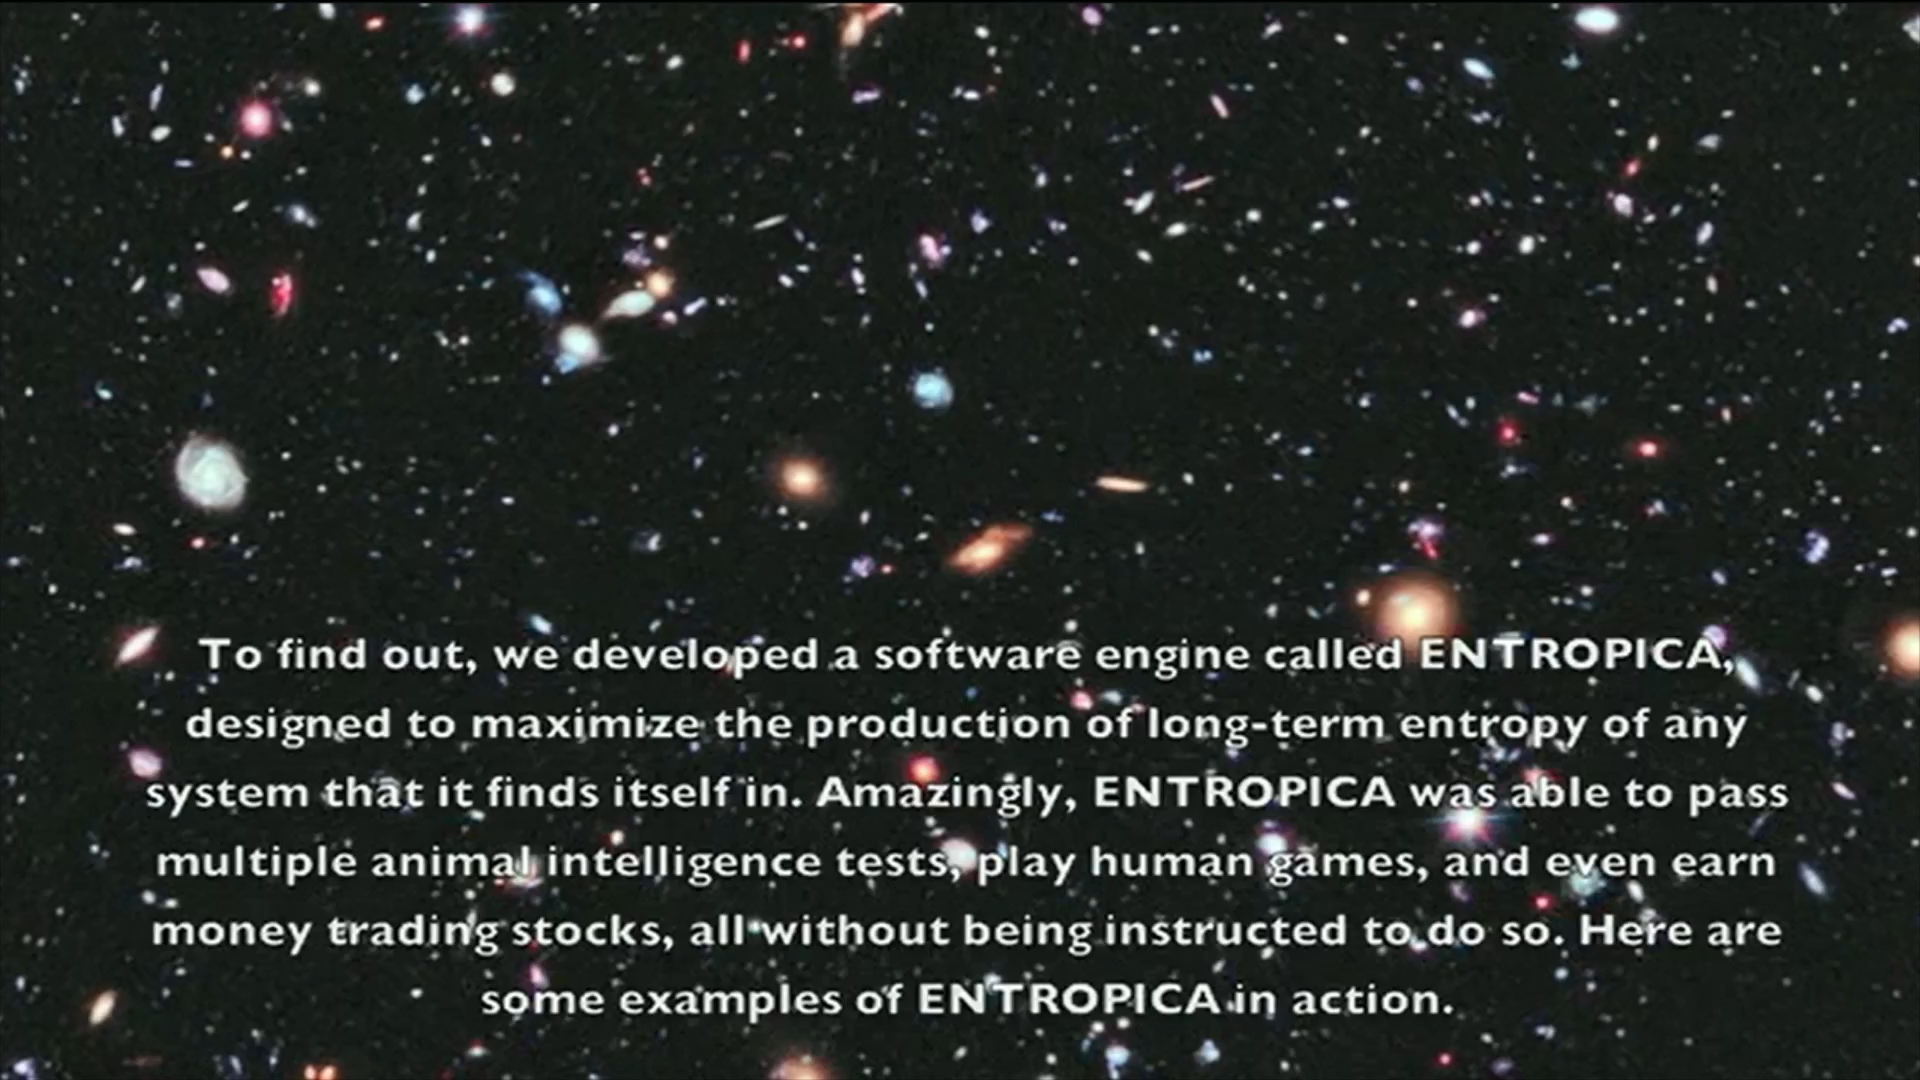 To find out, we developed a software engine called ENTROPICA,
designed to maximize the production of long-term entropy of any
system that it finds itself in. Amazingly, ENTROPICA was able to pass
multiple animal intelligence tests, play human games, and even earn
money trading stocks, all without being instructed to do so. Here are
some examples of ENTROPICA in action.